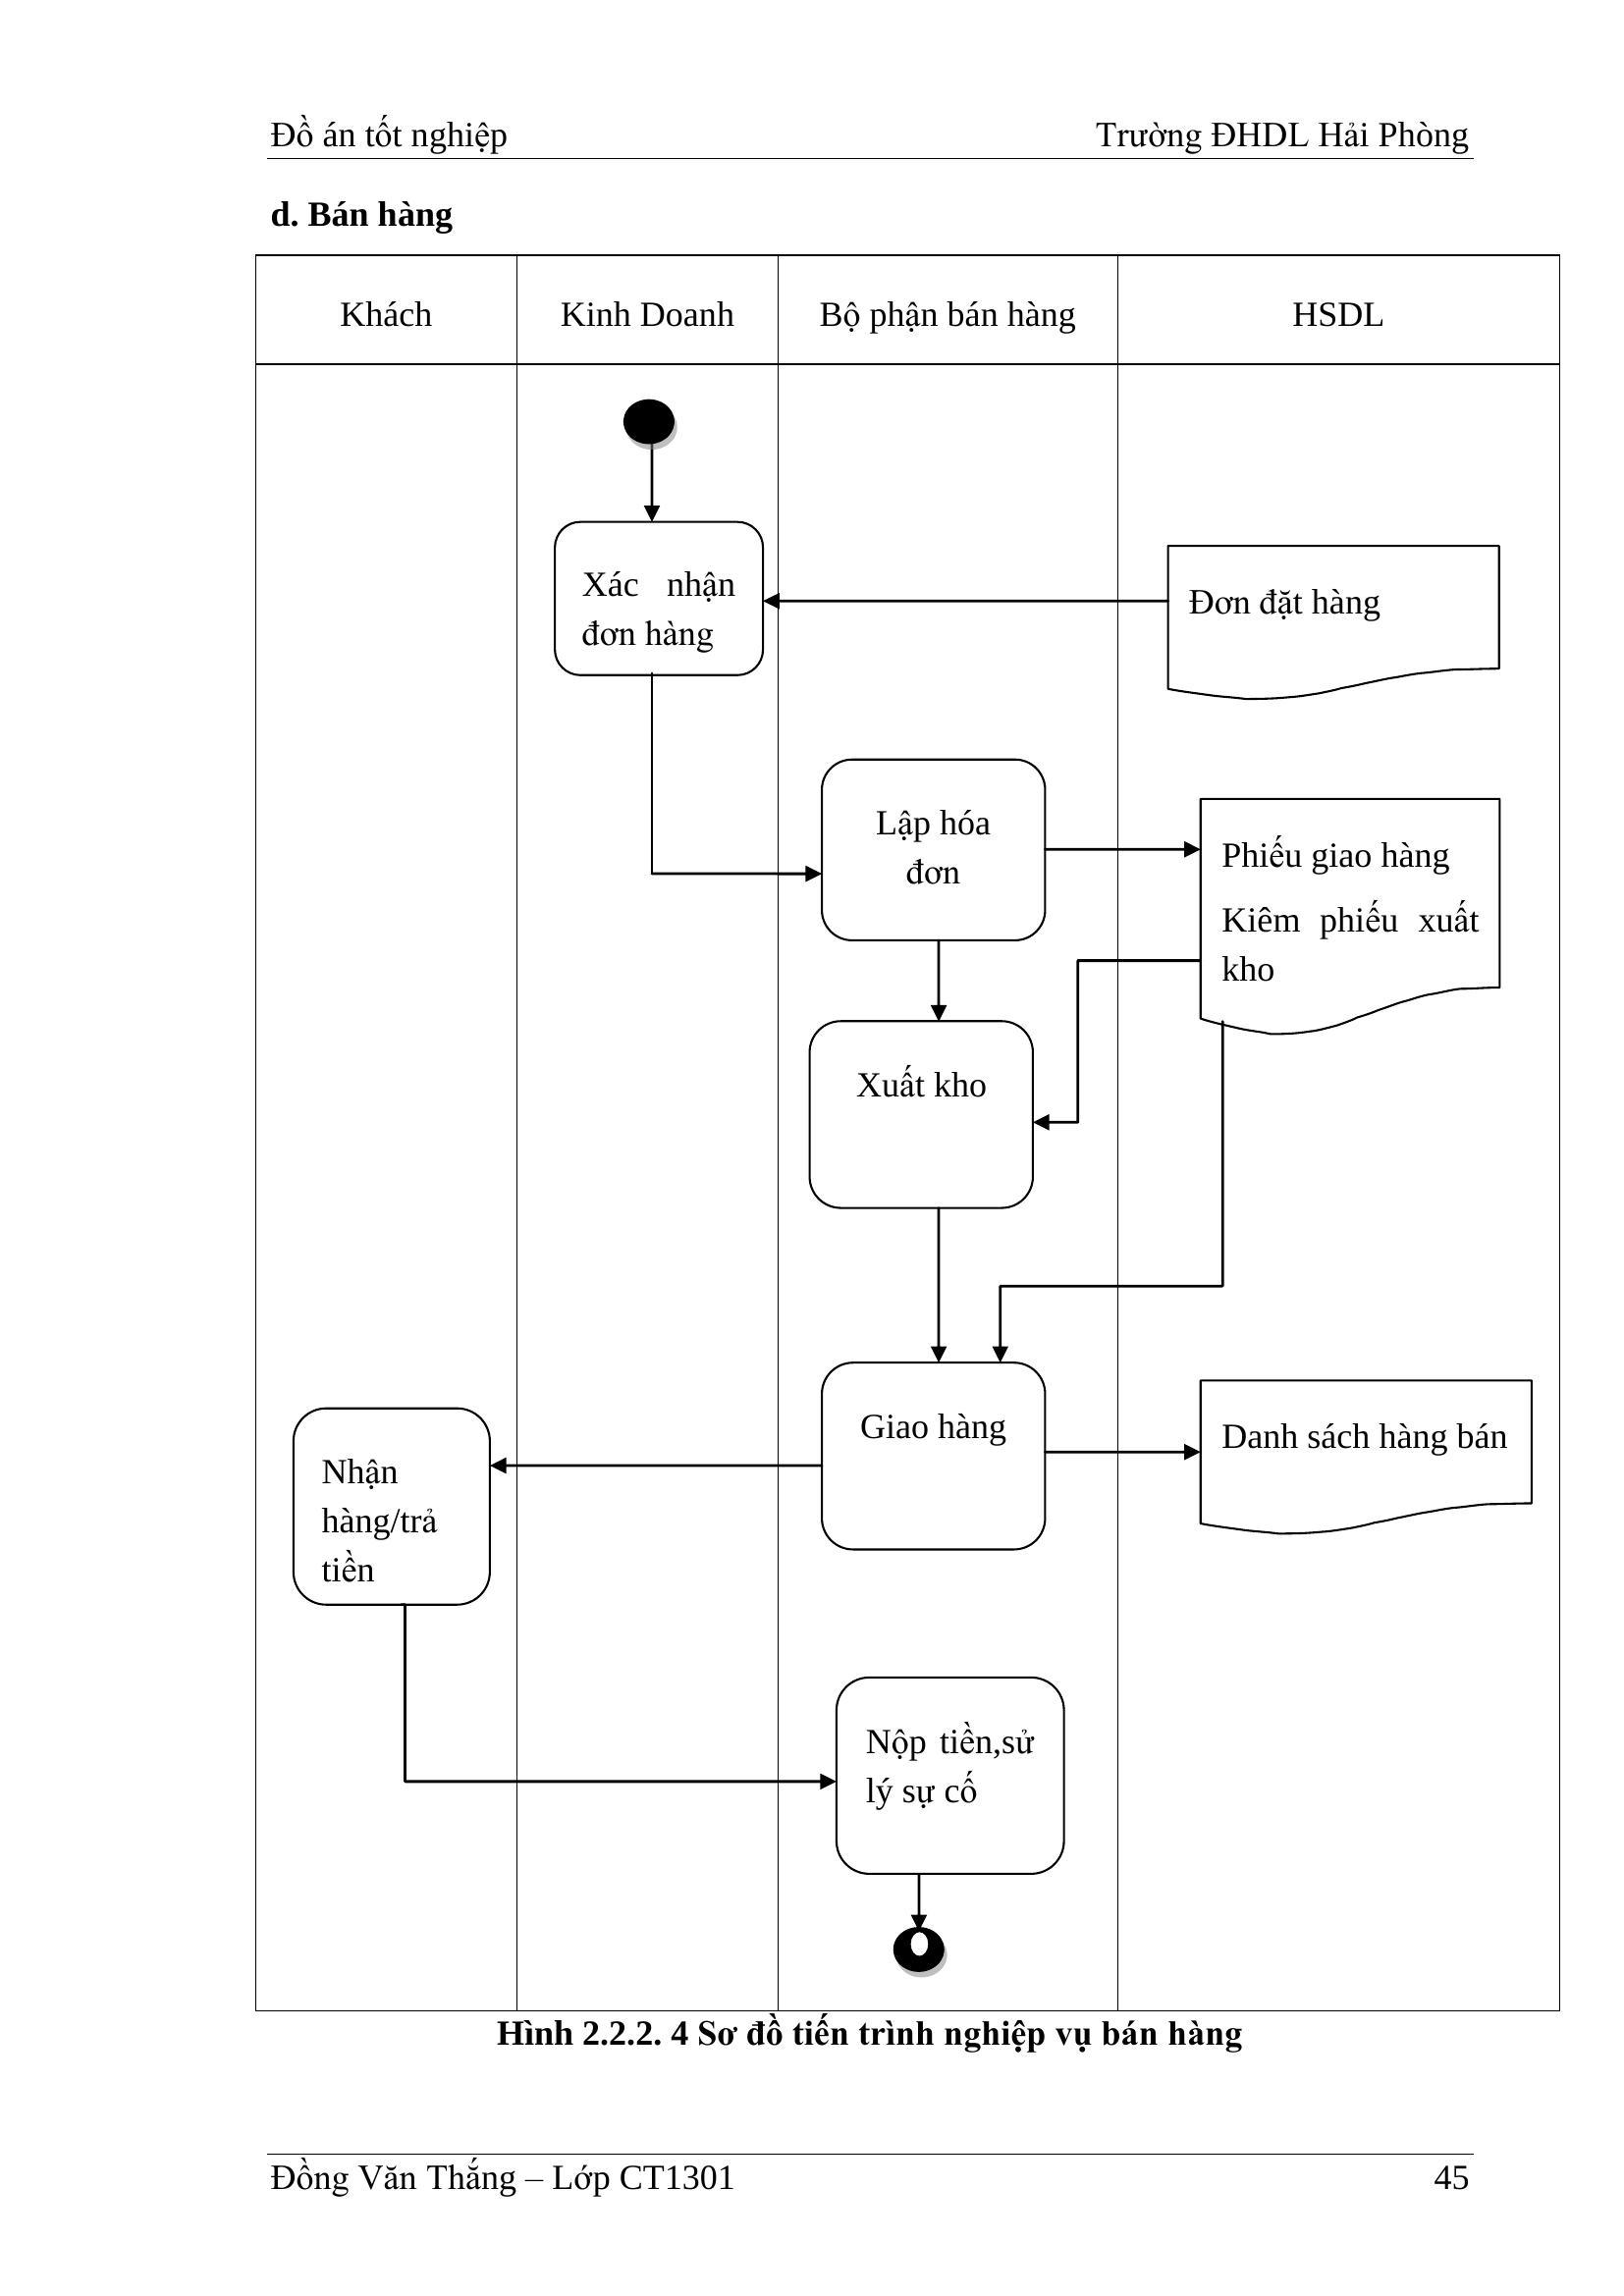 Đồ án tốt nghiệp Trường ĐHDL Hải Phòng
d. Bán hàng
Khách Kinh Doanh Bộ phận bán hàng HSDL
Xác nhận
đơn hàng
Đơn đặt hàng
Lập hóa
đơn
Phiếu giao hàng
Kiêm phiếu xuất
kho
Xuất kho
Giao hàng
Danh sách hàng bán
Nhận
hàng/trả
tiền
Nộp tiền,sử
lý sự cố
Hình 2.2.2. 4 Sơ đồ tiến trình nghiệp vụ bán hàng
Đồng Văn Thắng – Lớp CT1301 45